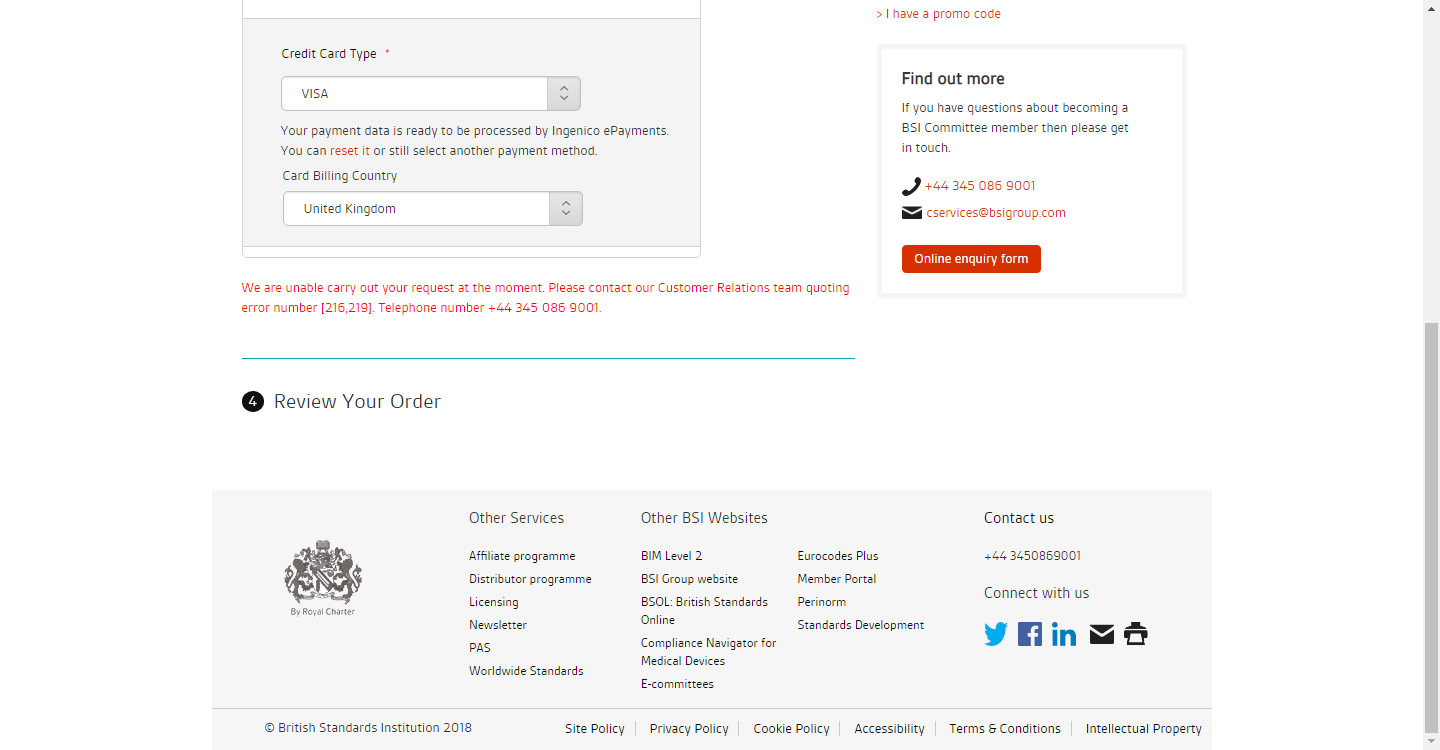 > I have a promo code
Credit Card Type *
VISA
Your payment data is ready to be processed by Ingenico ePayments.
You can reset it or still select another payment method.
Card Billing Country
United Kingdom
Find out more
If you have questions about becoming a
BSI Committee member then please get
in touch.
+44 345 086 9001
cservices@bsigroup.com
Online enquiry form
We are unable carry out your request at the moment. Please contact our Customer Relations team quoting
error number [216,219]. Telephone number +44 345 086 9001.
4 Review Your Order
By Royal Charter
Other Services
Affiliate programme
Distributor programme
Licensing
Newsletter
PAS
Worldwide Standards
Other BSI Websites
BIM Level 2
BSI Group website
BSOL: British Standards
Online
Compliance Navigator for
Medical Devices
E-committees
Eurocodes Plus
Member Portal
Perinorm
Standards Development
Contact us
+44 3450869001
Connect with us
© British Standards Institution 2018
Site Policy
Privacy Policy
Cookie Policy
Accessibility
Terms & Conditions
Intellectual Property